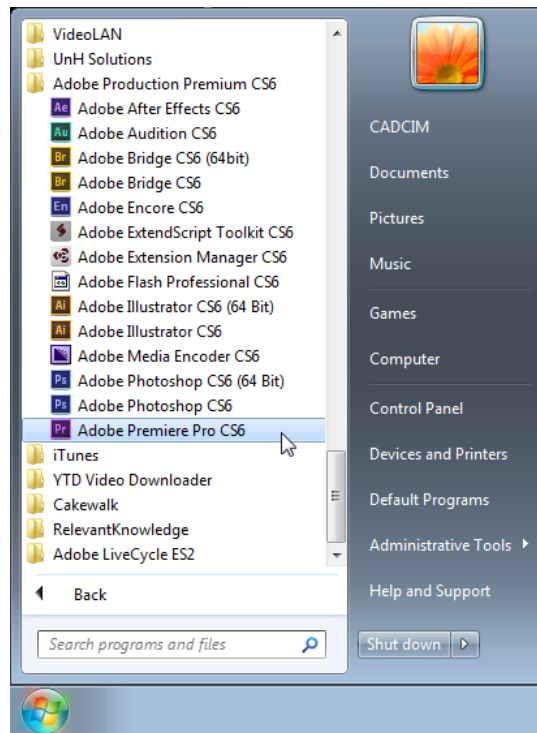 VideoLAN
UnH Solutions
Adobe Production Premium CS6
Ae Adobe After Effects CS6
Au Adobe Audition CS6
Br Adobe Bridge CS6 (64bit)
Br Adobe Bridge CS6
En Adobe Encore CS6
Adobe ExtendScript Toolkit CS6
Adobe Extension Manager CS6
Adobe Flash Professional CS6
Ai Adobe Illustrator CS6 (64 Bit)
Ai Adobe Illustrator CS6
Adobe Media Encoder CS6
Ps Adobe Photoshop CS6 (64 Bit)
Ps Adobe Photoshop CS6
Pr Adobe Premiere Pro CS6
iTunes
YTD Video Downloader
Cakewalk
RelevantKnowledge
Adobe LiveCycle ES2
Back
Search programs and files
CADCIM
Documents
Pictures
Music
Games
Computer
Control Panel
Devices and Printers
Default Programs
Administrative Tools
Help and Support
Shut down